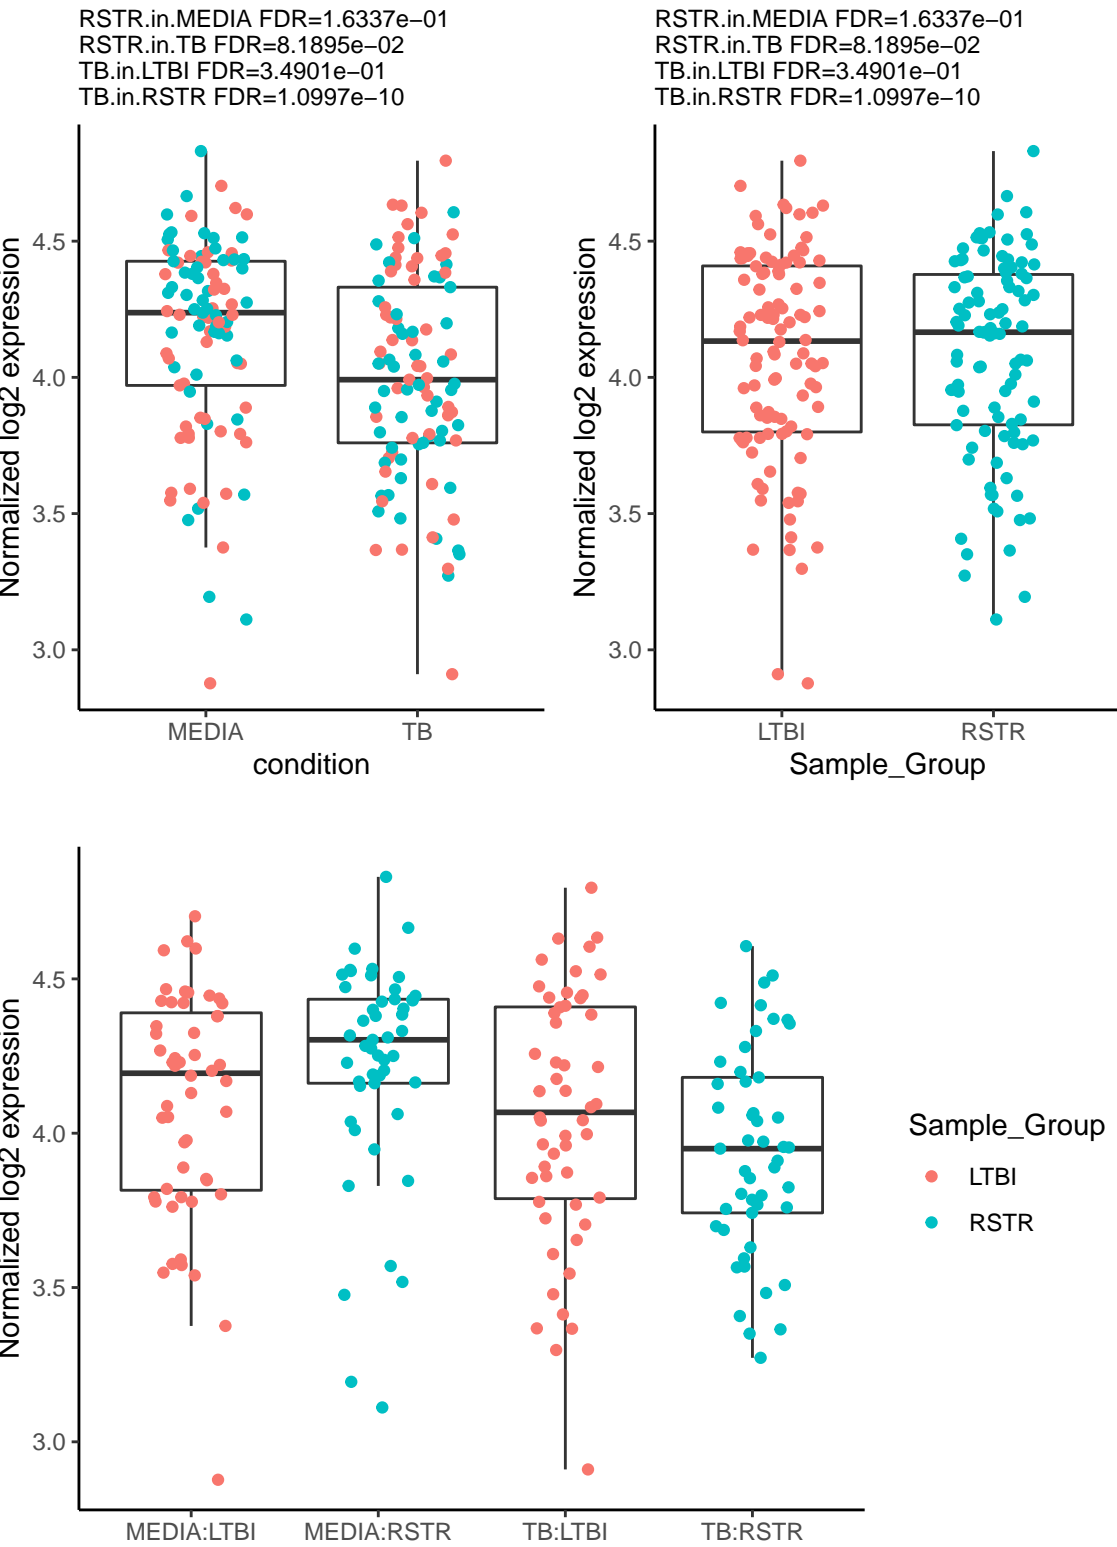 RSTR.in.MEDIA FDR=1.6337e−01
RSTR.in.TB FDR=8.1895e−02
TB.in.LTBI FDR=3.4901e−01
TB.in.RSTR FDR=1.0997e−10
Normalized log2 expression
4.5
4.0
3.5
3.0
MEDIA TB
condition
RSTR.in.MEDIA FDR=1.6337e−01
RSTR.in.TB FDR=8.1895e−02
TB.in.LTBI FDR=3.4901e−01
TB.in.RSTR FDR=1.0997e−10
Normalized log2 expression
4.5
4.0
3.5
3.0
LTBI RSTR
Sample_Group
Normalized log2 expression
4.5
4.0
3.5
3.0
MEDIA:LTBI MEDIA:RSTR TB:LTBI TB:RSTR
Sample_Group
LTBI
RSTR